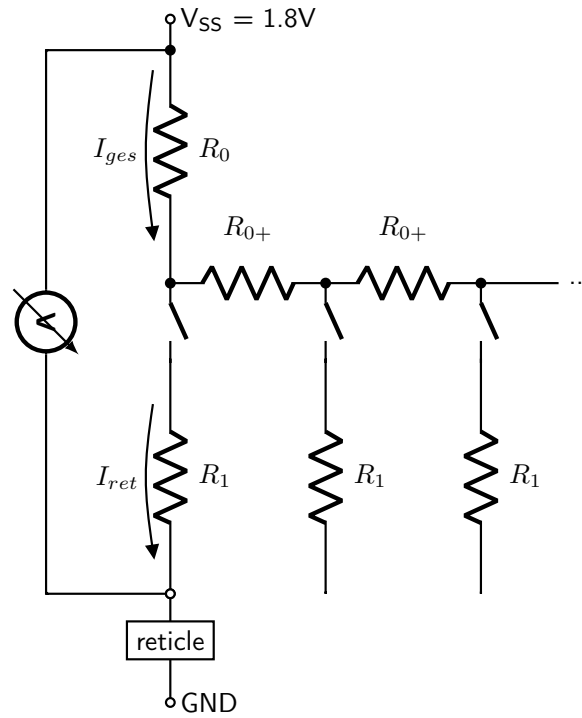 V_SS = 1.8V
I_ges
R_0
R_0+
R_0+
...
V
I_ret
R_1
R_1
R_1
reticle
GND